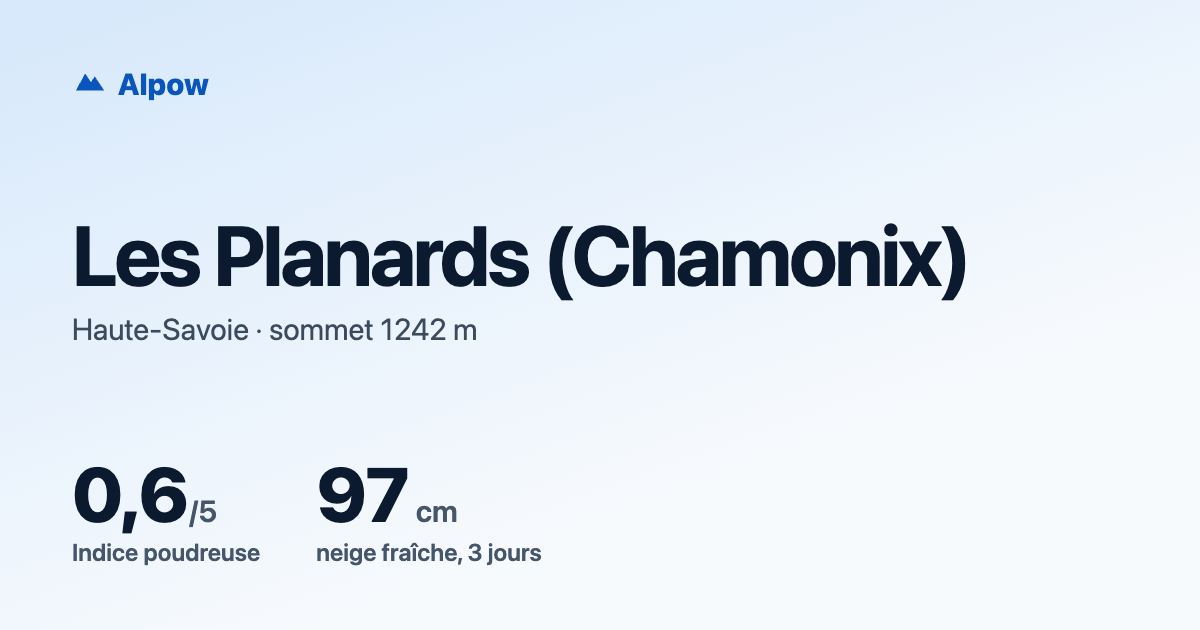 Alpow
Les Planards (Chamonix)
Haute-Savoie · sommet 1242 m
0,6/5 97 cm
Indice poudreuse neige fraîche, 3 jours